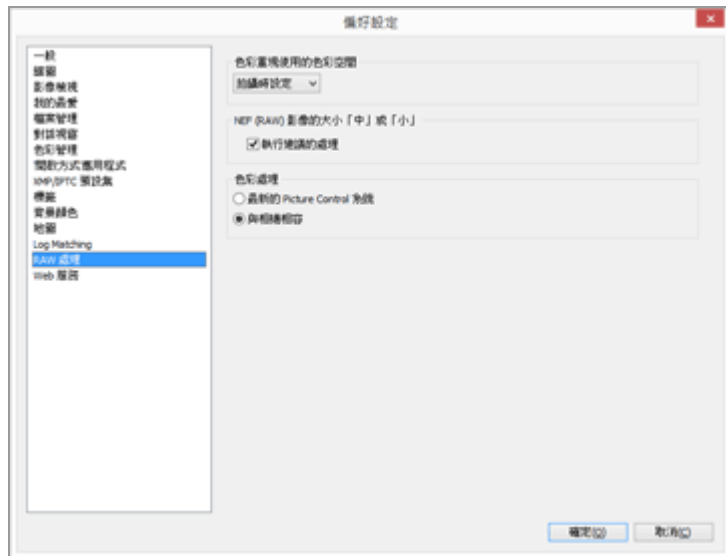 偏好設定
一般
縮圖
影像檢視
我的最愛
檔案管理
對話視窗
色彩管理
開啟方式應用程式
XMP/IPTC 預設集
標籤
背景顏色
地圖
Log Matching
RAW 處理
Web 服務
色彩重現使用的色彩空間
拍攝時設定
NEF (RAW) 影像的大小「中」或「小」
執行建議的處理
色彩處理
最新的 Picture Control 系統
與相機相容
確定(O)
取消(C)